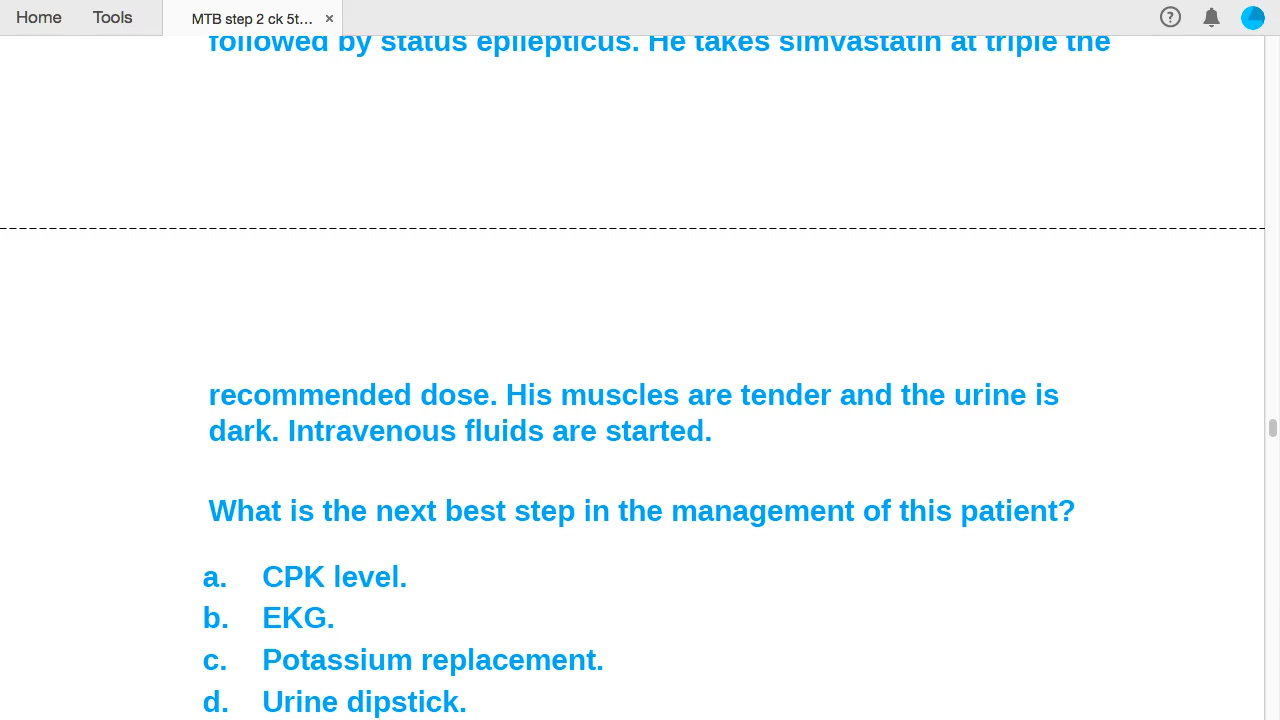 Home Tools MTB step 2 ck 5t... ×
followed by status epilepticus. He takes simvastatin at triple the
recommended dose. His muscles are tender and the urine is
dark. Intravenous fluids are started.
What is the next best step in the management of this patient?
a. CPK level.
b. EKG.
c. Potassium replacement.
d. Urine dipstick.